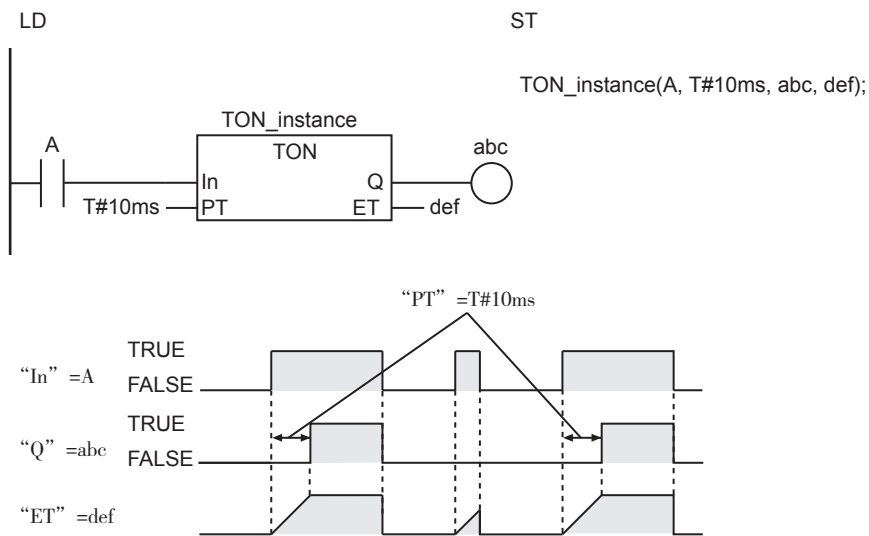 LD
ST
TON_instance(A, T#10ms, abc, def);
TON_instance
A
TON
abc
In
Q
T#10ms
PT
ET
def
“PT” =T#10ms
“In” =A
TRUE
FALSE
“Q” =abc
TRUE
FALSE
“ET” =def